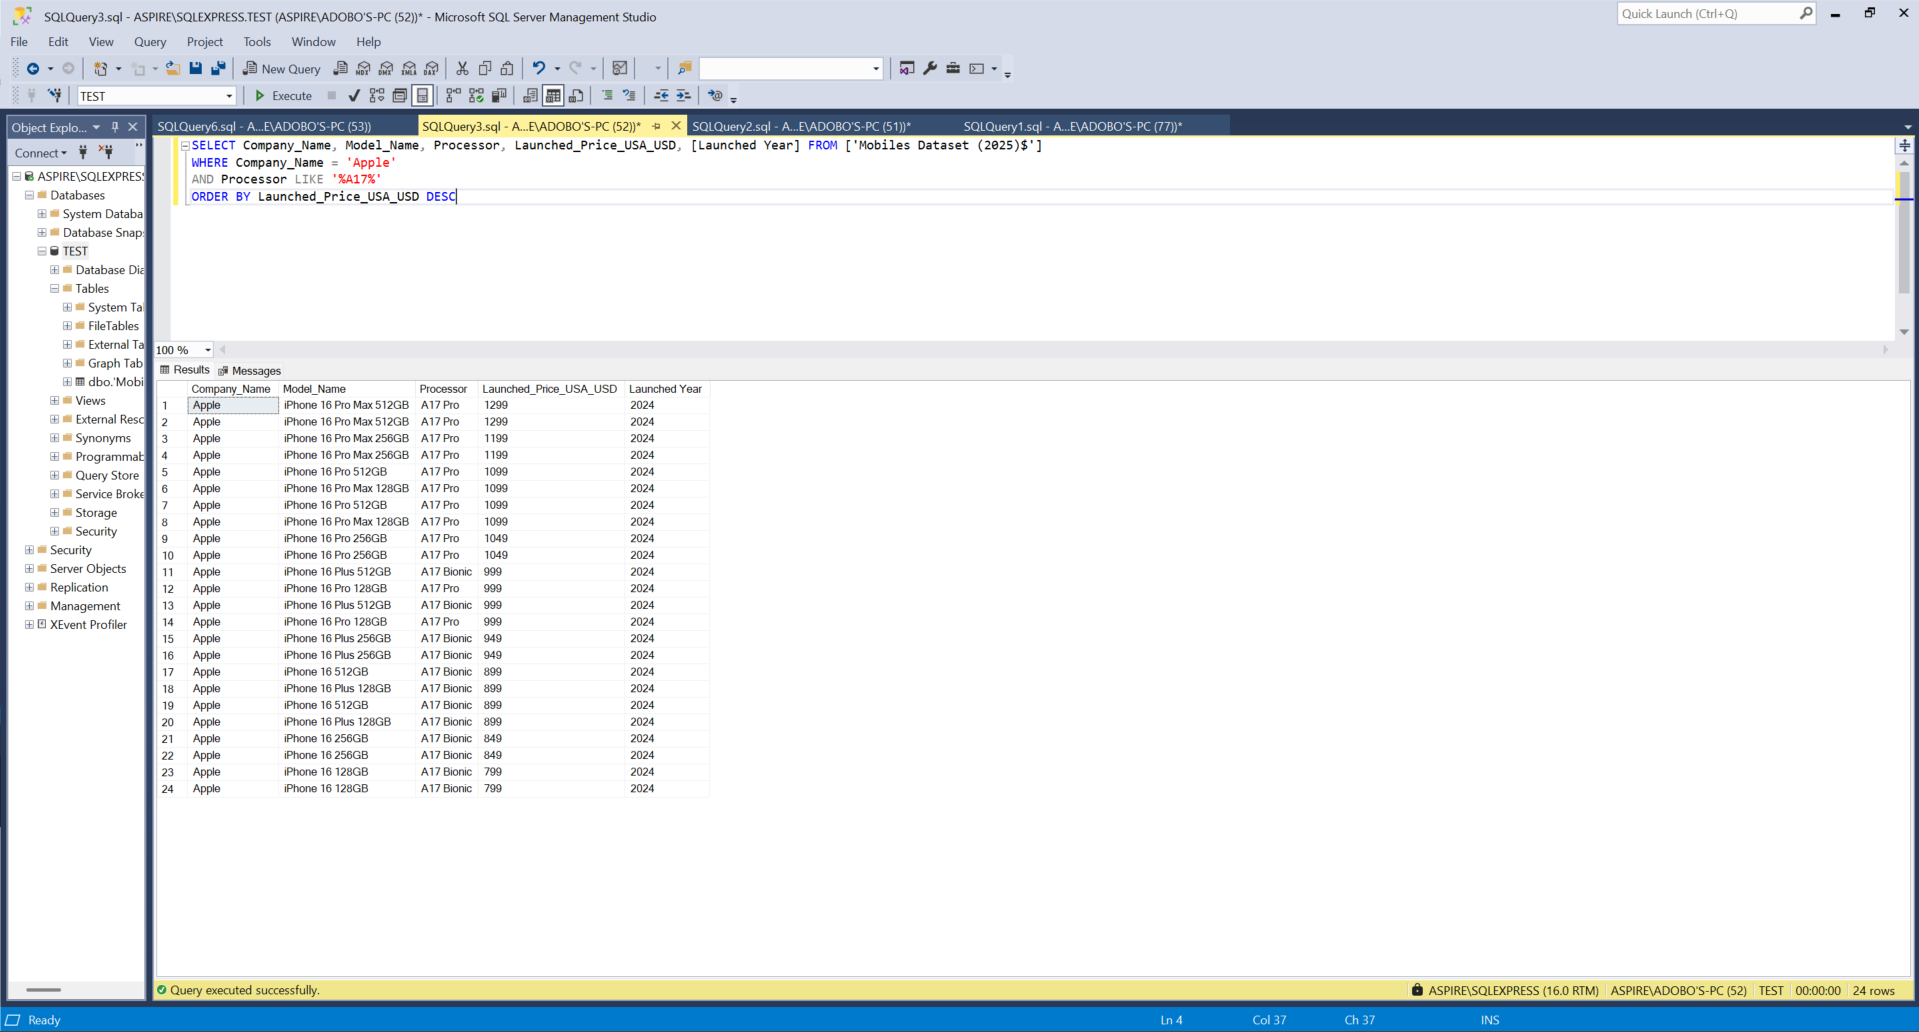 SQLQuery3.sql - ASPIRE\SQLEXPRESS.TEST (ASPIRE\ADOBO'S-PC (52))* - Microsoft SQL Server Management Studio
Quick Launch (Ctrl+Q)
File Edit View Query Project Tools Window Help
New Query
MDX DMX XMLA DAX
TEST
Execute
Object Explo...
SQLQuery6.sql - A...E\ADOBO'S-PC (53))
SQLQuery3.sql - A...E\ADOBO'S-PC (52))*
SQLQuery2.sql - A...E\ADOBO'S-PC (51))*
SQLQuery1.sql - A...E\ADOBO'S-PC (77))*
Connect
ASPIRE\SQLEXPRESS
Databases
System Databa
Database Snap
TEST
Database Dia
Tables
System Ta
FileTables
External Ta
Graph Tab
dbo.'Mobi
Views
External Resc
Synonyms
Programmab
Query Store
Service Broke
Storage
Security
Security
Server Objects
Replication
Management
XEvent Profiler
SELECT Company_Name, Model_Name, Processor, Launched_Price_USA_USD, [Launched Year] FROM ['Mobiles Dataset (2025)$']
WHERE Company_Name = 'Apple'
AND Processor LIKE '%A17%'
ORDER BY Launched_Price_USA_USD DESC
100 %
Results Messages
Company_Name Model_Name Processor Launched_Price_USA_USD Launched Year
1 Apple iPhone 16 Pro Max 512GB A17 Pro 1299 2024
2 Apple iPhone 16 Pro Max 512GB A17 Pro 1299 2024
3 Apple iPhone 16 Pro Max 256GB A17 Pro 1199 2024
4 Apple iPhone 16 Pro Max 256GB A17 Pro 1199 2024
5 Apple iPhone 16 Pro 512GB A17 Pro 1099 2024
6 Apple iPhone 16 Pro Max 128GB A17 Pro 1099 2024
7 Apple iPhone 16 Pro 512GB A17 Pro 1099 2024
8 Apple iPhone 16 Pro Max 128GB A17 Pro 1099 2024
9 Apple iPhone 16 Pro 256GB A17 Pro 1049 2024
10 Apple iPhone 16 Pro 256GB A17 Pro 1049 2024
11 Apple iPhone 16 Plus 512GB A17 Bionic 999 2024
12 Apple iPhone 16 Pro 128GB A17 Pro 999 2024
13 Apple iPhone 16 Plus 512GB A17 Bionic 999 2024
14 Apple iPhone 16 Pro 128GB A17 Pro 999 2024
15 Apple iPhone 16 Plus 256GB A17 Bionic 949 2024
16 Apple iPhone 16 Plus 256GB A17 Bionic 949 2024
17 Apple iPhone 16 512GB A17 Bionic 899 2024
18 Apple iPhone 16 Plus 128GB A17 Bionic 899 2024
19 Apple iPhone 16 512GB A17 Bionic 899 2024
20 Apple iPhone 16 Plus 128GB A17 Bionic 899 2024
21 Apple iPhone 16 256GB A17 Bionic 849 2024
22 Apple iPhone 16 256GB A17 Bionic 849 2024
23 Apple iPhone 16 128GB A17 Bionic 799 2024
24 Apple iPhone 16 128GB A17 Bionic 799 2024
Query executed successfully.
ASPIRE\SQLEXPRESS (16.0 RTM) ASPIRE\ADOBO'S-PC (52) TEST 00:00:00 24 rows
Ready Ln 4 Col 37 Ch 37 INS